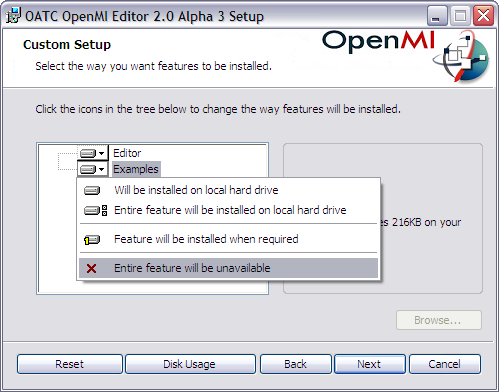 OATC OpenMI Editor 2.0 Alpha 3 Setup
Custom Setup
OpenMI
Select the way you want features to be installed.
Click the icons in the tree below to change the way features will be installed.
Editor
Examples
Will be installed on local hard drive
Entire feature will be installed on local hard drive
216KB on your
Feature will be installed when required
Entire feature will be unavailable
Browse...
Reset
Disk Usage
Back
Next
Cancel